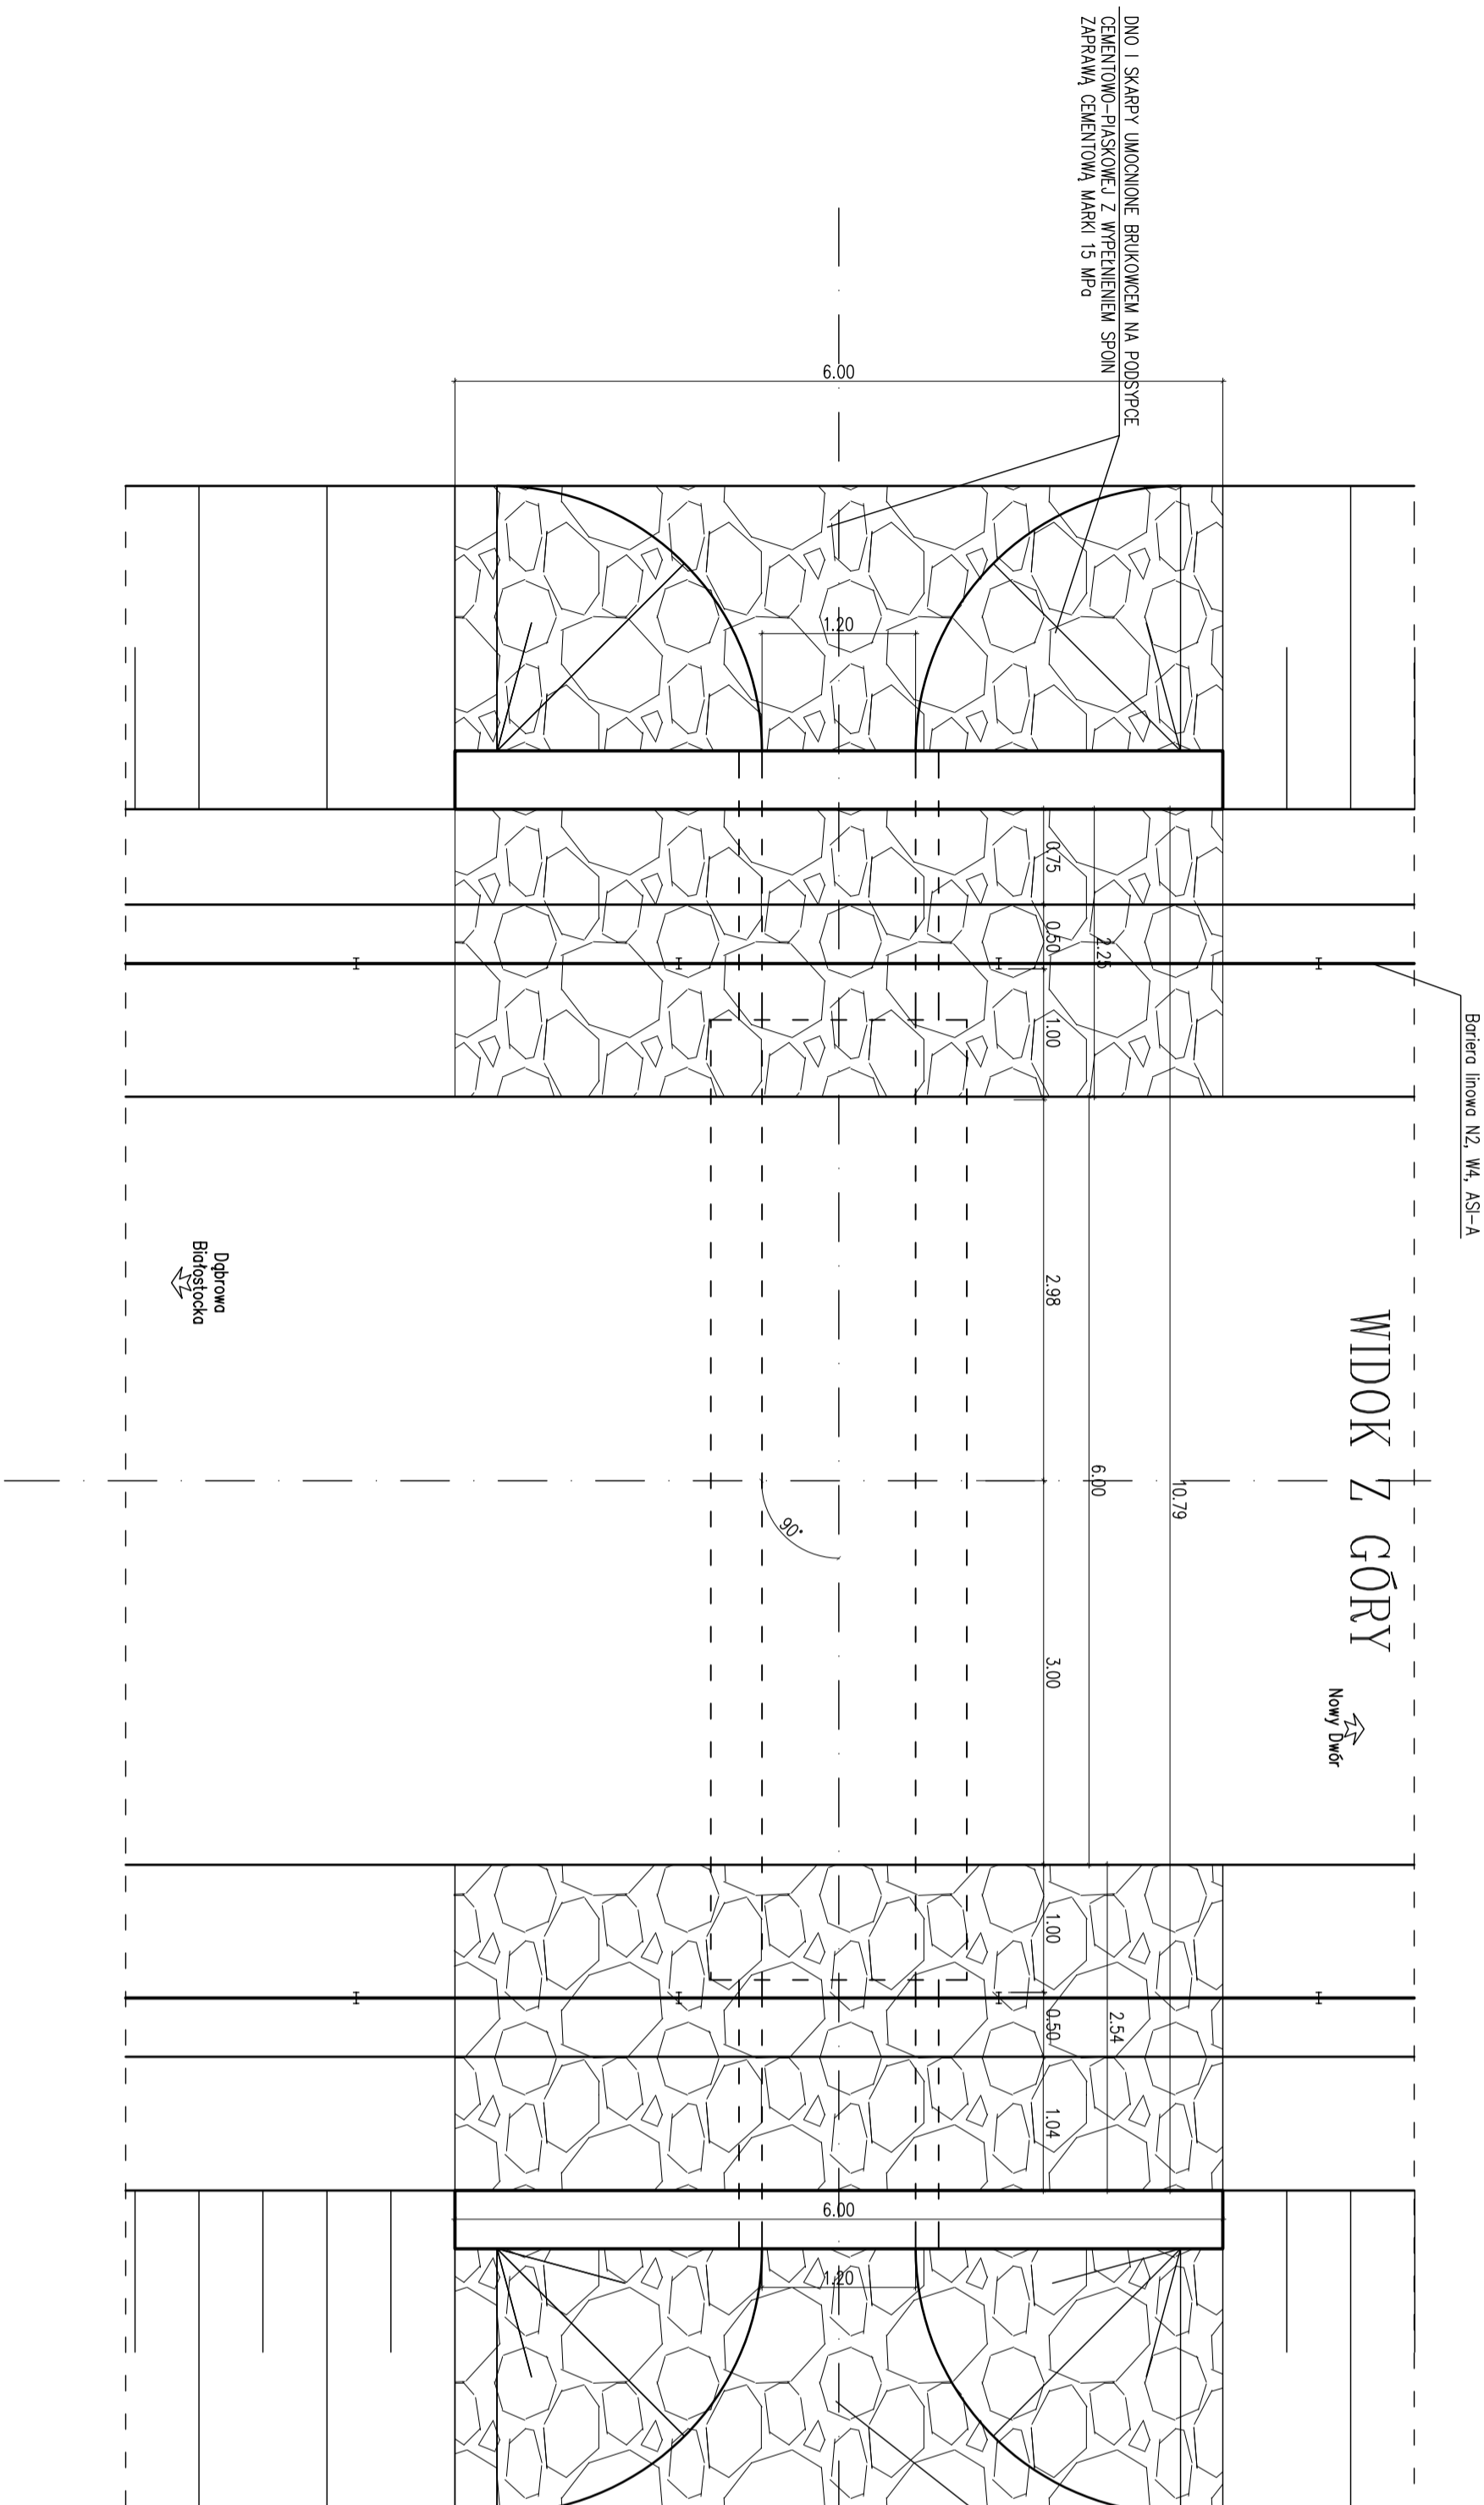 DNO I SKARPY UMOCNIONE BRUKOWCEM NA PODSYPCE
CEMENTOWO-PIASKOWEJ Z WYPEŁNIENIEM SPOIN
ZAPRAWĄ CEMENTOWĄ MARKI 15 MPa
Bariera linowa N2, W4, ASI-A
WIDOK Z GÓRY
Nowy Dwór
Dąbrowa
Białostocka
6.00
1.20
0.75
0.50
1.00
2.25
2.98
6.00
10.79
90°
3.00
1.00
0.50
1.04
2.54
6.00
1.20